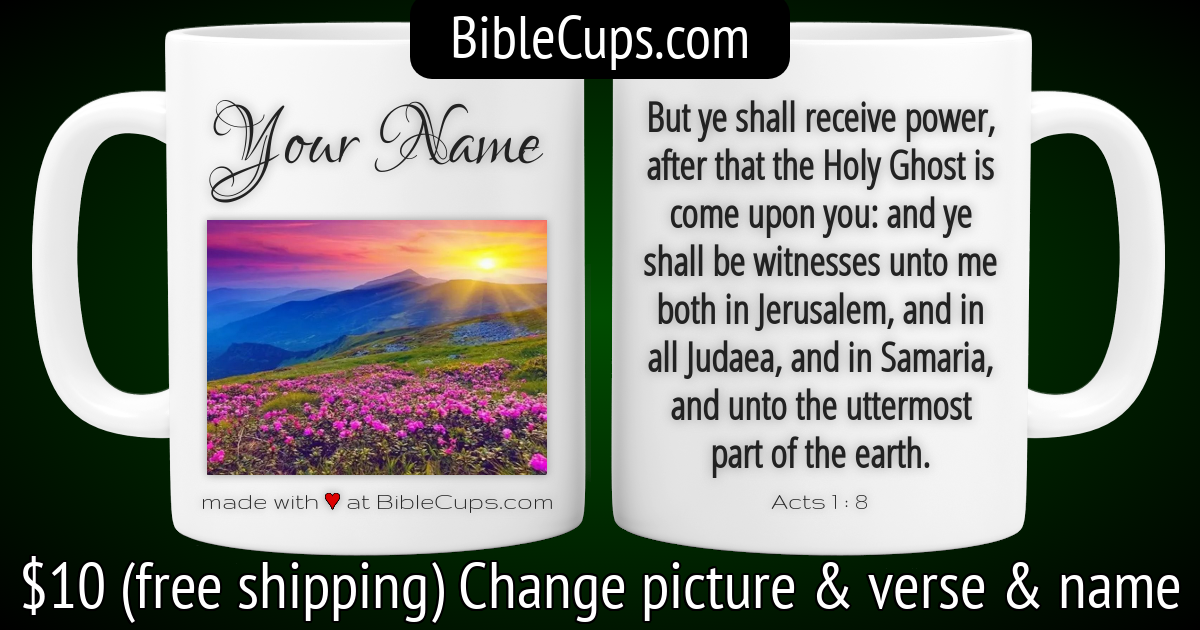 BibleCups.com
Your Name
made with ♥ at BibleCups.com
But ye shall receive power,
after that the Holy Ghost is
come upon you: and ye
shall be witnesses unto me
both in Jerusalem, and in
all Judaea, and in Samaria,
and unto the uttermost
part of the earth.
Acts 1 : 8
$10 (free shipping) Change picture & verse & name